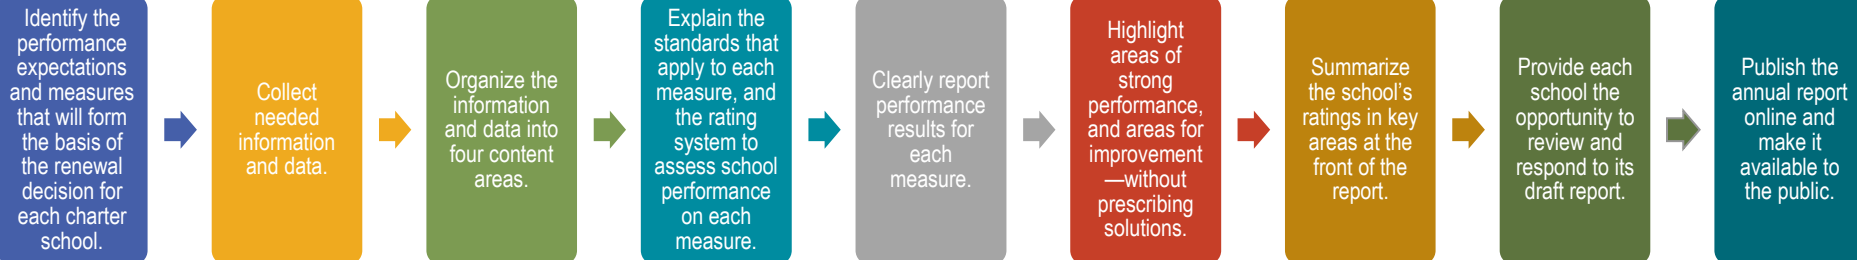 Identify the
performance
expectations
and measures
that will form
the basis of
the renewal
decision for
each charter
school.
Collect
needed
information
and data.
Organize the
information
and data into
four content
areas.
Explain the
standards that
apply to each
measure, and
the rating
system to
assess school
performance
on each
measure.
Clearly report
performance
results for
each
measure.
Highlight
areas of
strong
performance,
and areas for
improvement
—without
prescribing
solutions.
Summarize
the school’s
ratings in key
areas at the
front of the
report.
Provide each
school the
opportunity to
review and
respond to its
draft report.
Publish the
annual report
online and
make it
available to
the public.